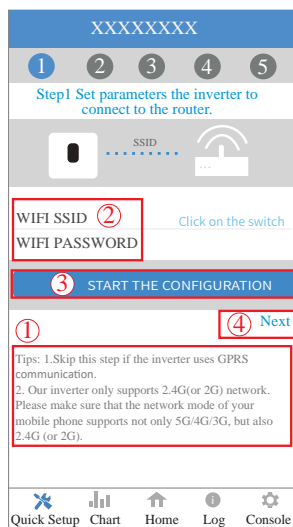 XXXXXXXX
1 2 3 4 5
Step1 Set parameters the inverter to
connect to the router.
SSID
...
WIFI SSID ② Click on the switch
WIFI PASSWORD
③ START THE CONFIGURATION
④ Next
①
Tips: 1.Skip this step if the inverter uses GPRS
communication.
2. Our inverter only supports 2.4G(or 2G) network.
Please make sure that the network mode of your
mobile phone supports not only 5G/4G/3G, but also
2.4G (or 2G).
Quick Setup Chart Home Log Console